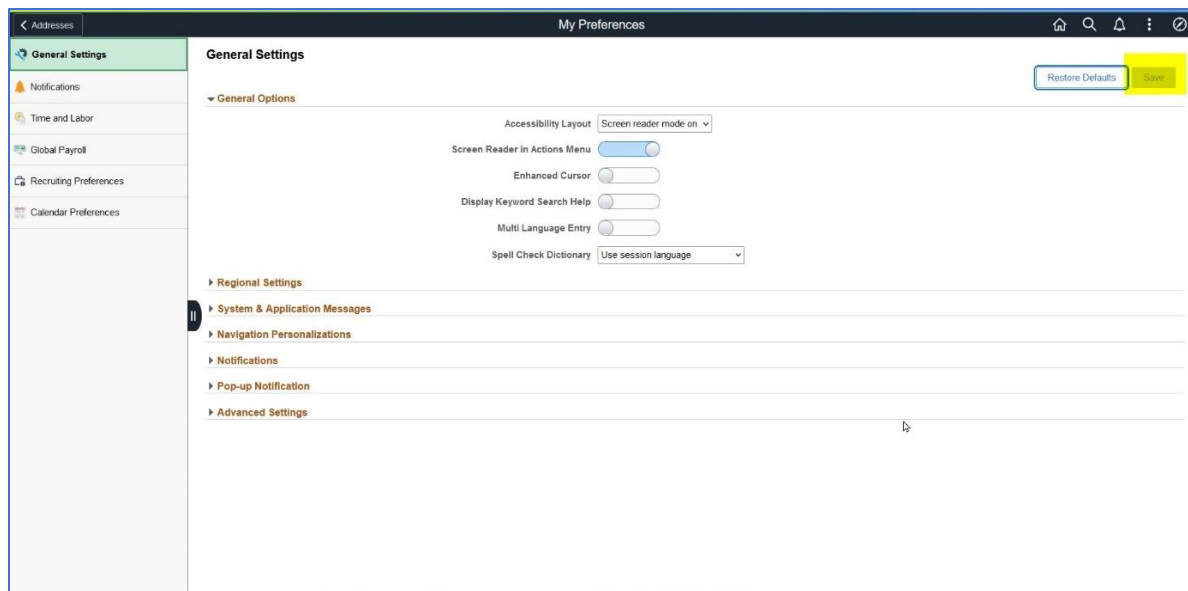 Addresses
My Preferences
General Settings
Notifications
Time and Labor
Global Payroll
Recruiting Preferences
Calendar Preferences
General Settings
Restore Defaults
Save
General Options
Accessibility Layout Screen reader mode on
Screen Reader in Actions Menu
Enhanced Cursor
Display Keyword Search Help
Multi Language Entry
Spell Check Dictionary Use session language
Regional Settings
System & Application Messages
Navigation Personalizations
Notifications
Pop-up Notification
Advanced Settings